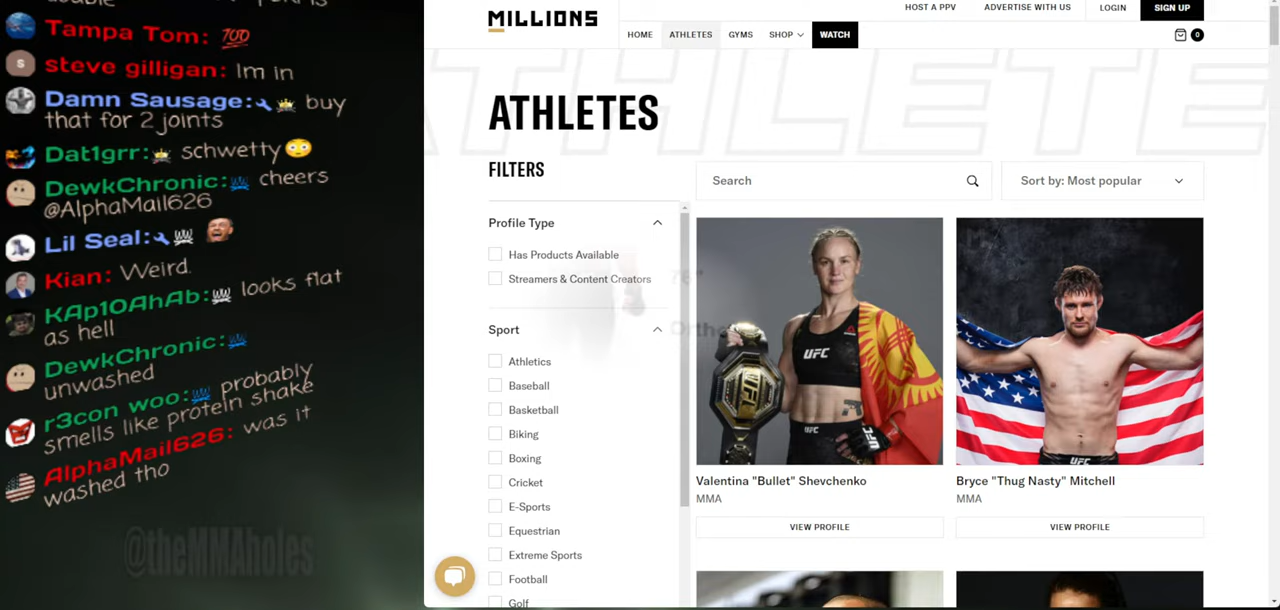 Tampa Tom: 💯
steve gilligan: Im in
Damn Sausage: buy
that for 2 joints
Dat1grr: schwetty😳
DewkChronic: cheers
@AlphaMail626
Lil Seal:
Kian: Weird.
KAp10AhAb: looks flat
as hell
DewkChronic:
unwashed
r3con woo: probably
smells like protein shake
AlphaMail626: was it
washed tho
@theMMAholes
MILLIONS
HOST A PPV
ADVERTISE WITH US
LOGIN
SIGN UP
HOME
ATHLETES
GYMS
SHOP
WATCH
0
ATHLETES
FILTERS
Search
Sort by: Most popular
Profile Type
Has Products Available
Streamers & Content Creators
Sport
Athletics
Baseball
Basketball
Biking
Boxing
Cricket
E-Sports
Equestrian
Extreme Sports
Football
Golf
UFC
UFC
UFC
UFC
Valentina "Bullet" Shevchenko
MMA
VIEW PROFILE
Bryce "Thug Nasty" Mitchell
MMA
VIEW PROFILE